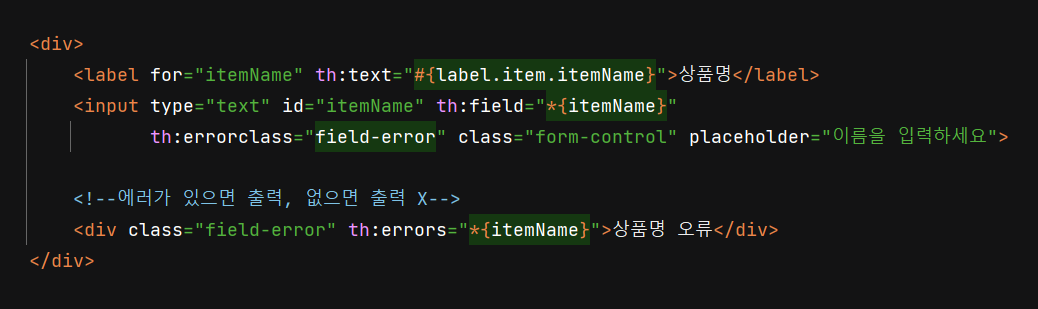 <div>
<label for="itemName" th:text="#{label.item.itemName}">상품명</label>
<input type="text" id="itemName" th:field="*{itemName}"
th:errorclass="field-error" class="form-control" placeholder="이름을 입력하세요">
<!--에러가 있으면 출력, 없으면 출력 X-->
<div class="field-error" th:errors="*{itemName}">상품명 오류</div>
</div>